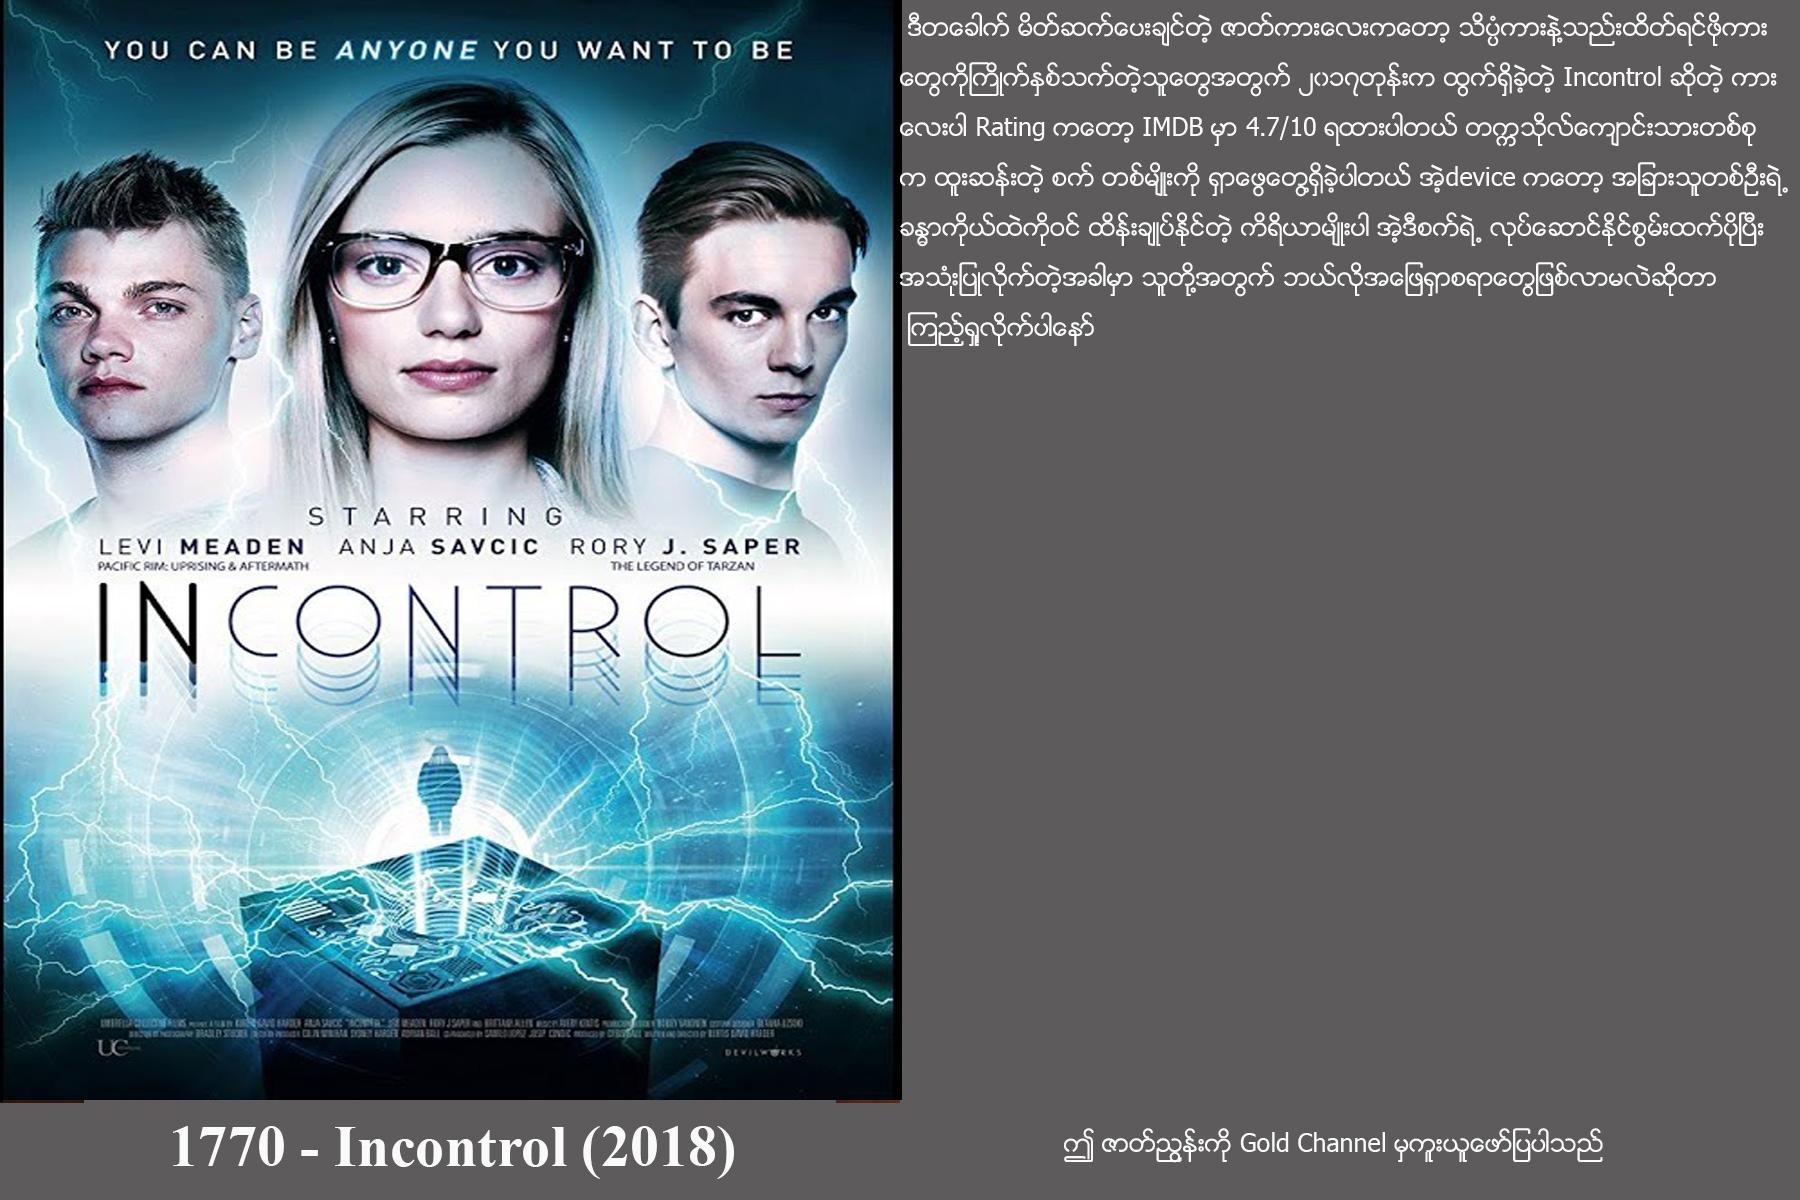 YOU CAN BE ANYONE YOU WANT TO BE
STARRING
LEVI MEADEN ANJA SAVCIC RORY J. SAPER
PACIFIC RIM: UPRISING & AFTERMATH THE LEGEND OF TARZAN
INCONTROL
UC
DEVILWORKS
1770 - Incontrol (2018)
ဒီတခေါက် မိတ်ဆက်ပေးချင်တဲ့ ဇာတ်ကားလေးကတော့ သိပ္ပံကားနဲ့သည်းထိတ်ရင်ဖိုကား
တွေကိုကြိုက်နှစ်သက်တဲ့သူတွေအတွက် ၂၀၁၇တုန်းက ထွက်ရှိခဲ့တဲ့ Incontrol ဆိုတဲ့ ကား
လေးပါ Rating ကတော့ IMDB မှာ 4.7/10 ရထားပါတယ် တက္ကသိုလ်ကျောင်းသားတစ်စု
က ထူးဆန်းတဲ့ စက် တစ်မျိုးကို ရှာဖွေတွေ့ရှိခဲ့ပါတယ် အဲ့device ကတော့ အခြားသူတစ်ဦးရဲ့
ခန္ဓာကိုယ်ထဲကိုဝင် ထိန်းချုပ်နိုင်တဲ့ ကိရိယာမျိုးပါ အဲ့ဒီစက်ရဲ့ လုပ်ဆောင်နိုင်စွမ်းထက်ပိုပြီး
အသုံးပြုလိုက်တဲ့အခါမှာ သူတို့အတွက် ဘယ်လိုအဖြေရှာစရာတွေဖြစ်လာမလဲဆိုတာ
ကြည့်ရှုလိုက်ပါနော်
ဤ ဇာတ်ညွှန်းကို Gold Channel မှကူးယူဖော်ပြပါသည်